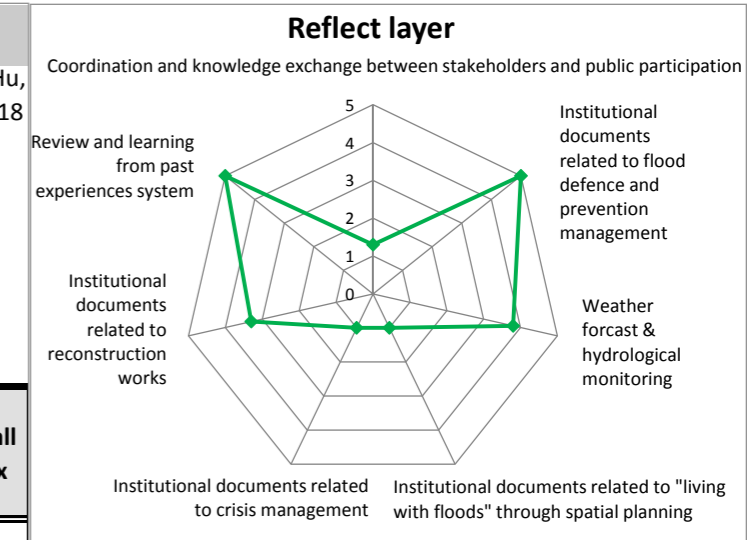 Reflect layer
Coordination and knowledge exchange between stakeholders and public participation
Hu,
18
all
x
5
4
3
2
1
0
Institutional
documents
related to flood
defence and
prevention
management
Weather
forcast &
hydrological
monitoring
Institutional documents related to "living
with floods" through spatial planning
Institutional documents related
to crisis management
Institutional
documents
related to
reconstruction
works
Review and learning
from past
experiences system